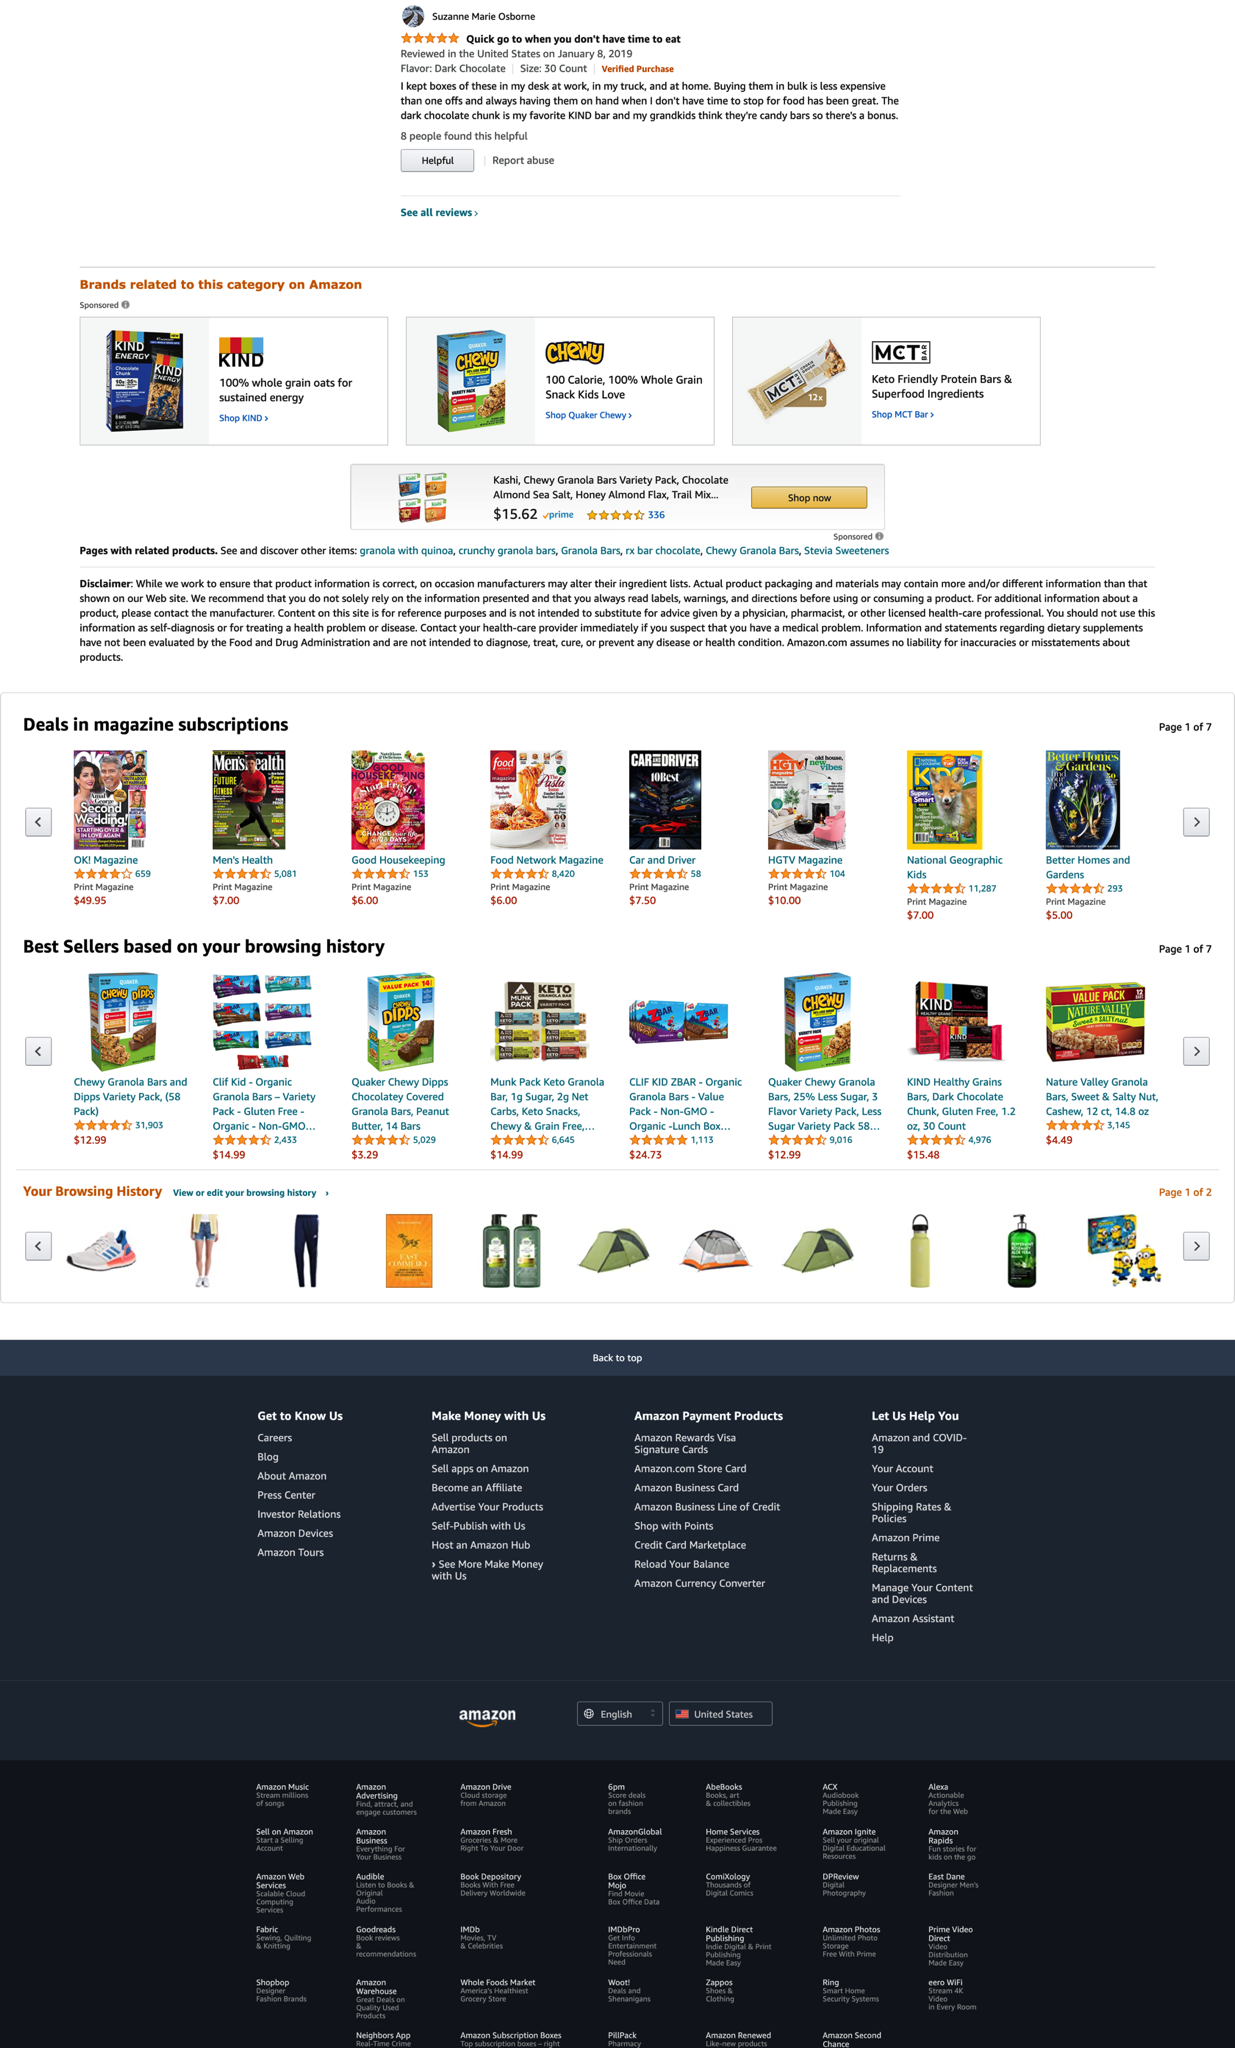 Suzanne Marie Osborne
Quick go to when you don't have time to eat
Reviewed in the United States on January 8, 2019
Flavor: Dark Chocolate | Size: 30 Count | Verified Purchase
I kept boxes of these in my desk at work, in my truck, and at home. Buying them in bulk is less expensive
than one offs and always having them on hand when I don't have time to stop for food has been great. The
dark chocolate chunk is my favorite KIND bar and my grandkids think they're candy bars so there's a bonus.
8 people found this helpful
Helpful | Report abuse
See all reviews ›
Brands related to this category on Amazon
Sponsored
KIND
ENERGY
Chocolate
Chunk
KIND
ENERGY
KIND
100% whole grain oats for
sustained energy
Shop KIND ›
QUAKER
CHEWY
CHEWY
100 Calorie, 100% Whole Grain
Snack Kids Love
Shop Quaker Chewy ›
MCT
12x
MCT BAR
Keto Friendly Protein Bars &
Superfood Ingredients
Shop MCT Bar ›
Kashi, Chewy Granola Bars Variety Pack, Chocolate
Almond Sea Salt, Honey Almond Flax, Trail Mix...
$15.62 prime 336
Shop now
Sponsored
Pages with related products. See and discover other items: granola with quinoa, crunchy granola bars, Granola Bars, rx bar chocolate, Chewy Granola Bars, Stevia Sweeteners
Disclaimer: While we work to ensure that product information is correct, on occasion manufacturers may alter their ingredient lists. Actual product packaging and materials may contain more and/or different information than that
shown on our Web site. We recommend that you do not solely rely on the information presented and that you always read labels, warnings, and directions before using or consuming a product. For additional information about a
product, please contact the manufacturer. Content on this site is for reference purposes and is not intended to substitute for advice given by a physician, pharmacist, or other licensed health-care professional. You should not use this
information as self-diagnosis or for treating a health problem or disease. Contact your health-care provider immediately if you suspect that you have a medical problem. Information and statements regarding dietary supplements
have not been evaluated by the Food and Drug Administration and are not intended to diagnose, treat, cure, or prevent any disease or health condition. Amazon.com assumes no liability for inaccuracies or misstatements about
products.
Deals in magazine subscriptions
Page 1 of 7
OK! Magazine
659
Print Magazine
$49.95
Men's Health
5,081
Print Magazine
$7.00
Good Housekeeping
153
Print Magazine
$6.00
Food Network Magazine
8,420
Print Magazine
$6.00
Car and Driver
58
Print Magazine
$7.50
HGTV Magazine
104
Print Magazine
$10.00
National Geographic
Kids
11,287
Print Magazine
$7.00
Better Homes and
Gardens
293
Print Magazine
$5.00
Best Sellers based on your browsing history
Page 1 of 7
Chewy Granola Bars and
Dipps Variety Pack, (58
Pack)
31,903
$12.99
Clif Kid - Organic
Granola Bars – Variety
Pack - Gluten Free -
Organic - Non-GMO...
2,433
$14.99
Quaker Chewy Dipps
Chocolatey Covered
Granola Bars, Peanut
Butter, 14 Bars
5,029
$3.29
Munk Pack Keto Granola
Bar, 1g Sugar, 2g Net
Carbs, Keto Snacks,
Chewy & Grain Free,...
6,645
$14.99
CLIF KID ZBAR - Organic
Granola Bars - Value
Pack - Non-GMO -
Organic -Lunch Box...
1,113
$24.73
Quaker Chewy Granola
Bars, 25% Less Sugar, 3
Flavor Variety Pack, Less
Sugar Variety Pack 58...
9,016
$12.99
KIND Healthy Grains
Bars, Dark Chocolate
Chunk, Gluten Free, 1.2
oz, 30 Count
4,976
$15.48
Nature Valley Granola
Bars, Sweet & Salty Nut,
Cashew, 12 ct, 14.8 oz
3,145
$4.49
Your Browsing History View or edit your browsing history ›
Page 1 of 2
Back to top
Get to Know Us
Careers
Blog
About Amazon
Press Center
Investor Relations
Amazon Devices
Amazon Tours
Make Money with Us
Sell products on
Amazon
Sell apps on Amazon
Become an Affiliate
Advertise Your Products
Self-Publish with Us
Host an Amazon Hub
› See More Make Money
with Us
Amazon Payment Products
Amazon Rewards Visa
Signature Cards
Amazon.com Store Card
Amazon Business Card
Amazon Business Line of Credit
Shop with Points
Credit Card Marketplace
Reload Your Balance
Amazon Currency Converter
Let Us Help You
Amazon and COVID-
19
Your Account
Your Orders
Shipping Rates &
Policies
Amazon Prime
Returns &
Replacements
Manage Your Content
and Devices
Amazon Assistant
Help
amazon
English
United States
Amazon Music
Stream millions
of songs
Amazon
Advertising
Find, attract, and
engage customers
Amazon Drive
Cloud storage
from Amazon
6pm
Score deals
on fashion
brands
AbeBooks
Books, art
& collectibles
ACX
Audiobook
Publishing
Made Easy
Alexa
Actionable
Analytics
for the Web
Sell on Amazon
Start a Selling
Account
Amazon
Business
Everything For
Your Business
Amazon Fresh
Groceries & More
Right To Your Door
AmazonGlobal
Ship Orders
Internationally
Home Services
Experienced Pros
Happiness Guarantee
Amazon Ignite
Sell your original
Digital Educational
Resources
Amazon
Rapids
Fun stories for
kids on the go
Amazon Web
Services
Scalable Cloud
Computing
Services
Audible
Listen to Books &
Original
Audio
Performances
Book Depository
Books With Free
Delivery Worldwide
Box Office
Mojo
Find Movie
Box Office Data
ComiXology
Thousands of
Digital Comics
DPReview
Digital
Photography
East Dane
Designer Men's
Fashion
Fabric
Sewing, Quilting
& Knitting
Goodreads
Book reviews
&
recommendations
IMDb
Movies, TV
& Celebrities
IMDbPro
Get Info
Entertainment
Professionals
Need
Kindle Direct
Publishing
Indie Digital & Print
Publishing
Made Easy
Amazon Photos
Unlimited Photo
Storage
Free With Prime
Prime Video
Direct
Video
Distribution
Made Easy
Shopbop
Designer
Fashion Brands
Amazon
Warehouse
Great Deals on
Quality Used
Products
Whole Foods Market
America's Healthiest
Grocery Store
Woot!
Deals and
Shenanigans
Zappos
Shoes &
Clothing
Ring
Smart Home
Security Systems
eero WiFi
Stream 4K
Video
in Every Room
Neighbors App
Real-Time Crime
Amazon Subscription Boxes
Top subscription boxes – right
PillPack
Pharmacy
Amazon Renewed
Like-new products
Amazon Second
Chance